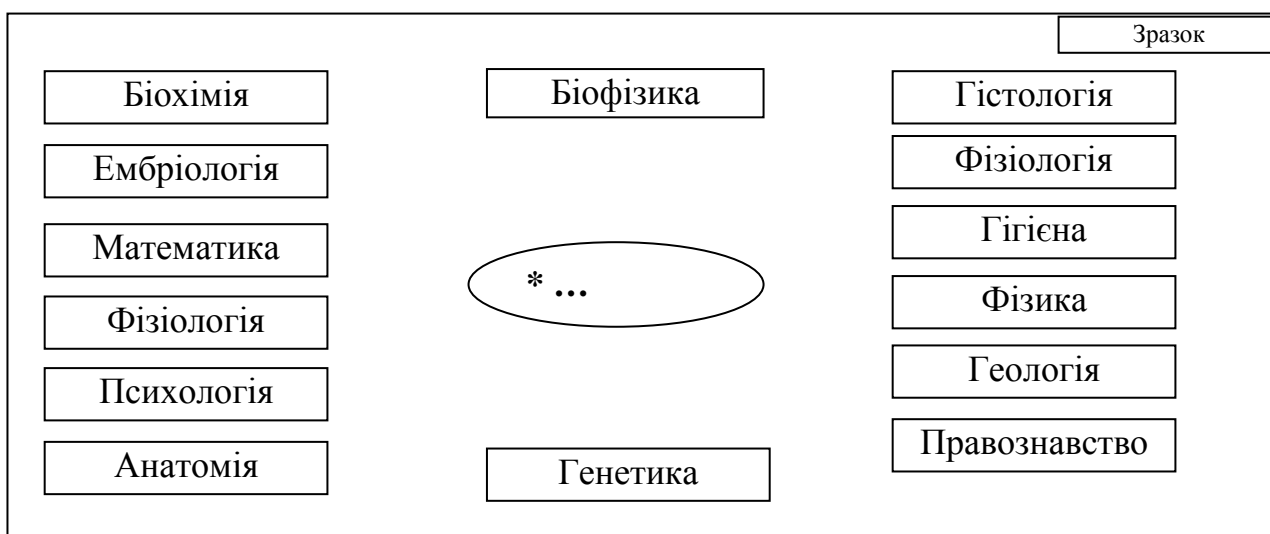 Зразок
Біохімія
Біофізика
Гістологія
Ембріологія
Фізіологія
Математика
Гігієна
* ...
Фізіологія
Фізика
Психологія
Геологія
Анатомія
Генетика
Правознавство